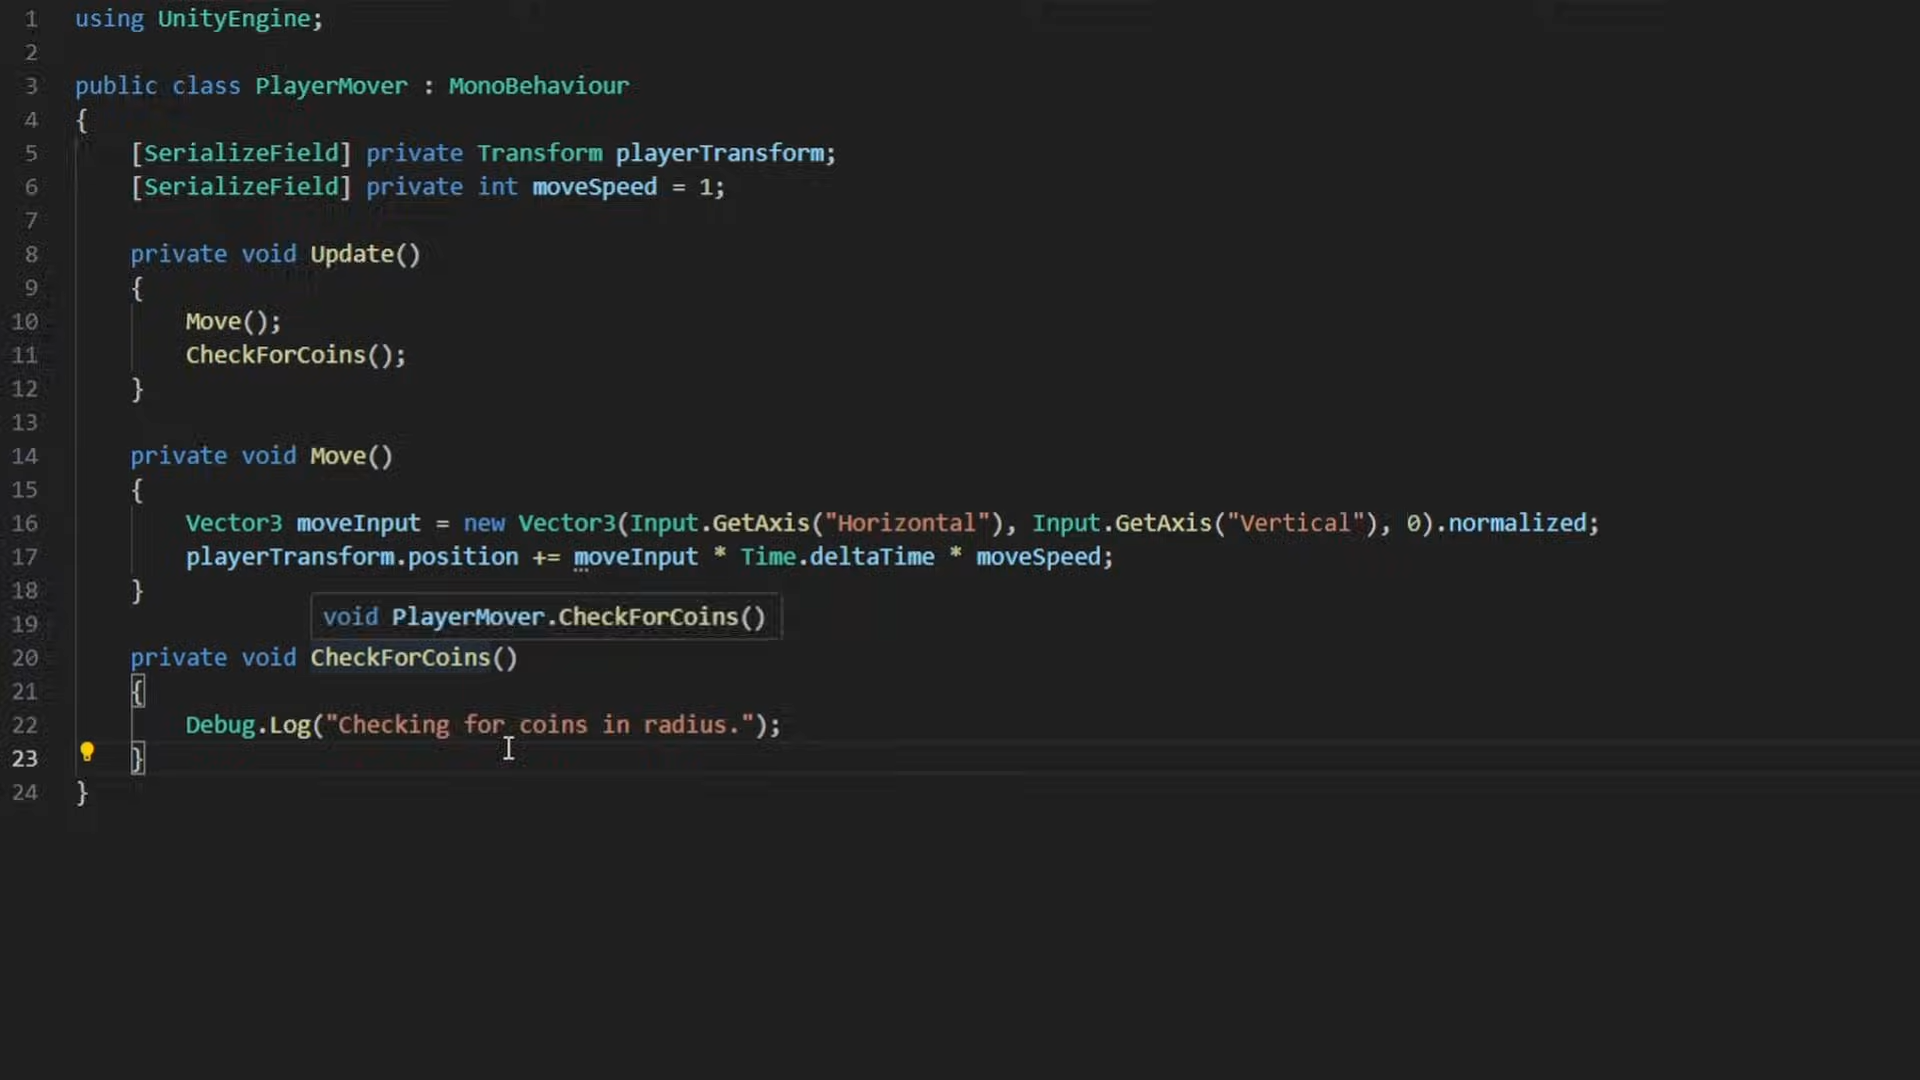 1 using UnityEngine;
2
3 public class PlayerMover : MonoBehaviour
4 {
5 [SerializeField] private Transform playerTransform;
6 [SerializeField] private int moveSpeed = 1;
7
8 private void Update()
9 {
10 Move();
11 CheckForCoins();
12 }
13
14 private void Move()
15 {
16 Vector3 moveInput = new Vector3(Input.GetAxis("Horizontal"), Input.GetAxis("Vertical"), 0).normalized;
17 playerTransform.position += moveInput * Time.deltaTime * moveSpeed;
18 }
void PlayerMover.CheckForCoins()
19
20 private void CheckForCoins()
21 {
22 Debug.Log("Checking for coins in radius.");
23 }
24 }